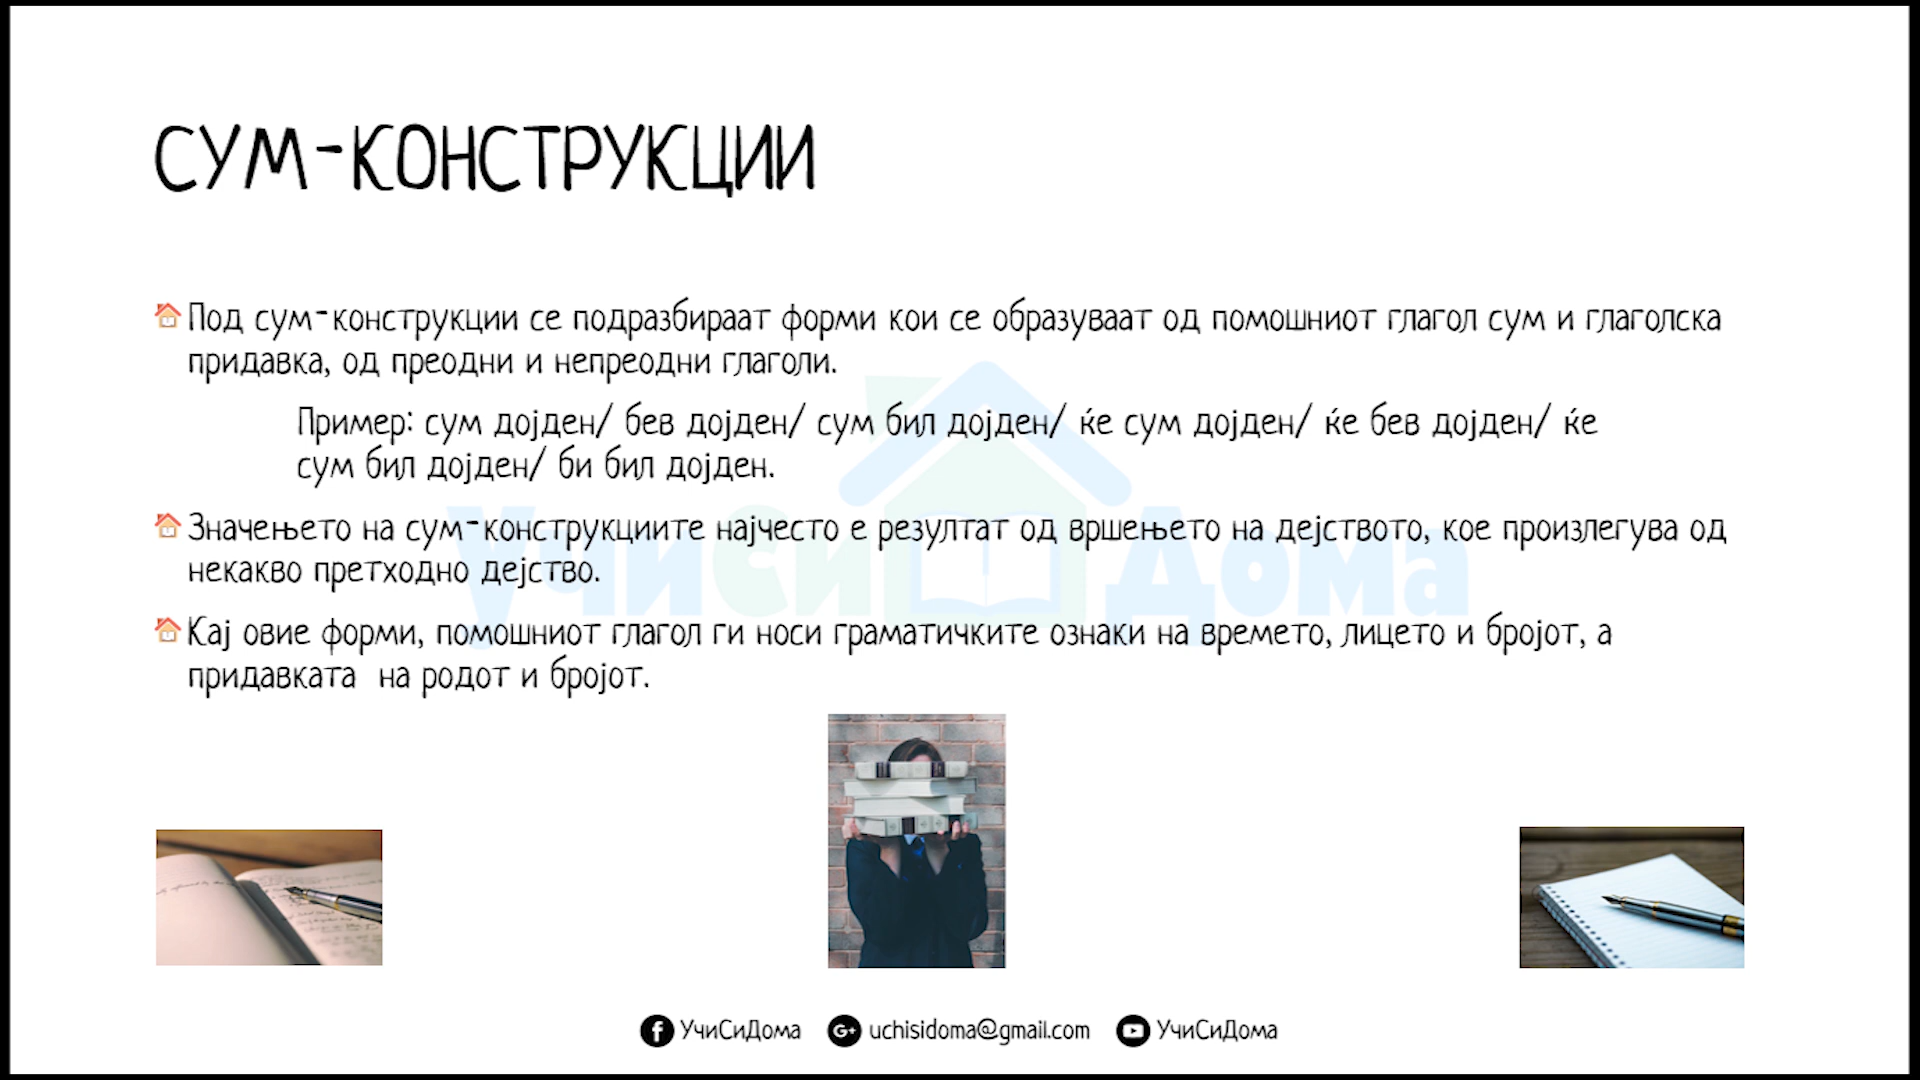 СУМ-КОНСТРУКЦИИ
Под сум-конструкции се подразбираат форми кои се образуваат од помошниот глагол сум и глаголска
придавка, од преодни и непреодни глаголи.
Пример: сум дојден/ бев дојден/ сум бил дојден/ ќе сум дојден/ ќе бев дојден/ ќе
сум бил дојден/ би бил дојден.
Значењето на сум-конструкциите најчесто е резултат од вршењето на дејството, кое произлегува од
некакво претходно дејство.
Кај овие форми, помошниот глагол ги носи граматичките ознаки на времето, лицето и бројот, а
придавката на родот и бројот.
УчиСи Дома
УчиСиДома uchisidoma@gmail.com УчиСиДома